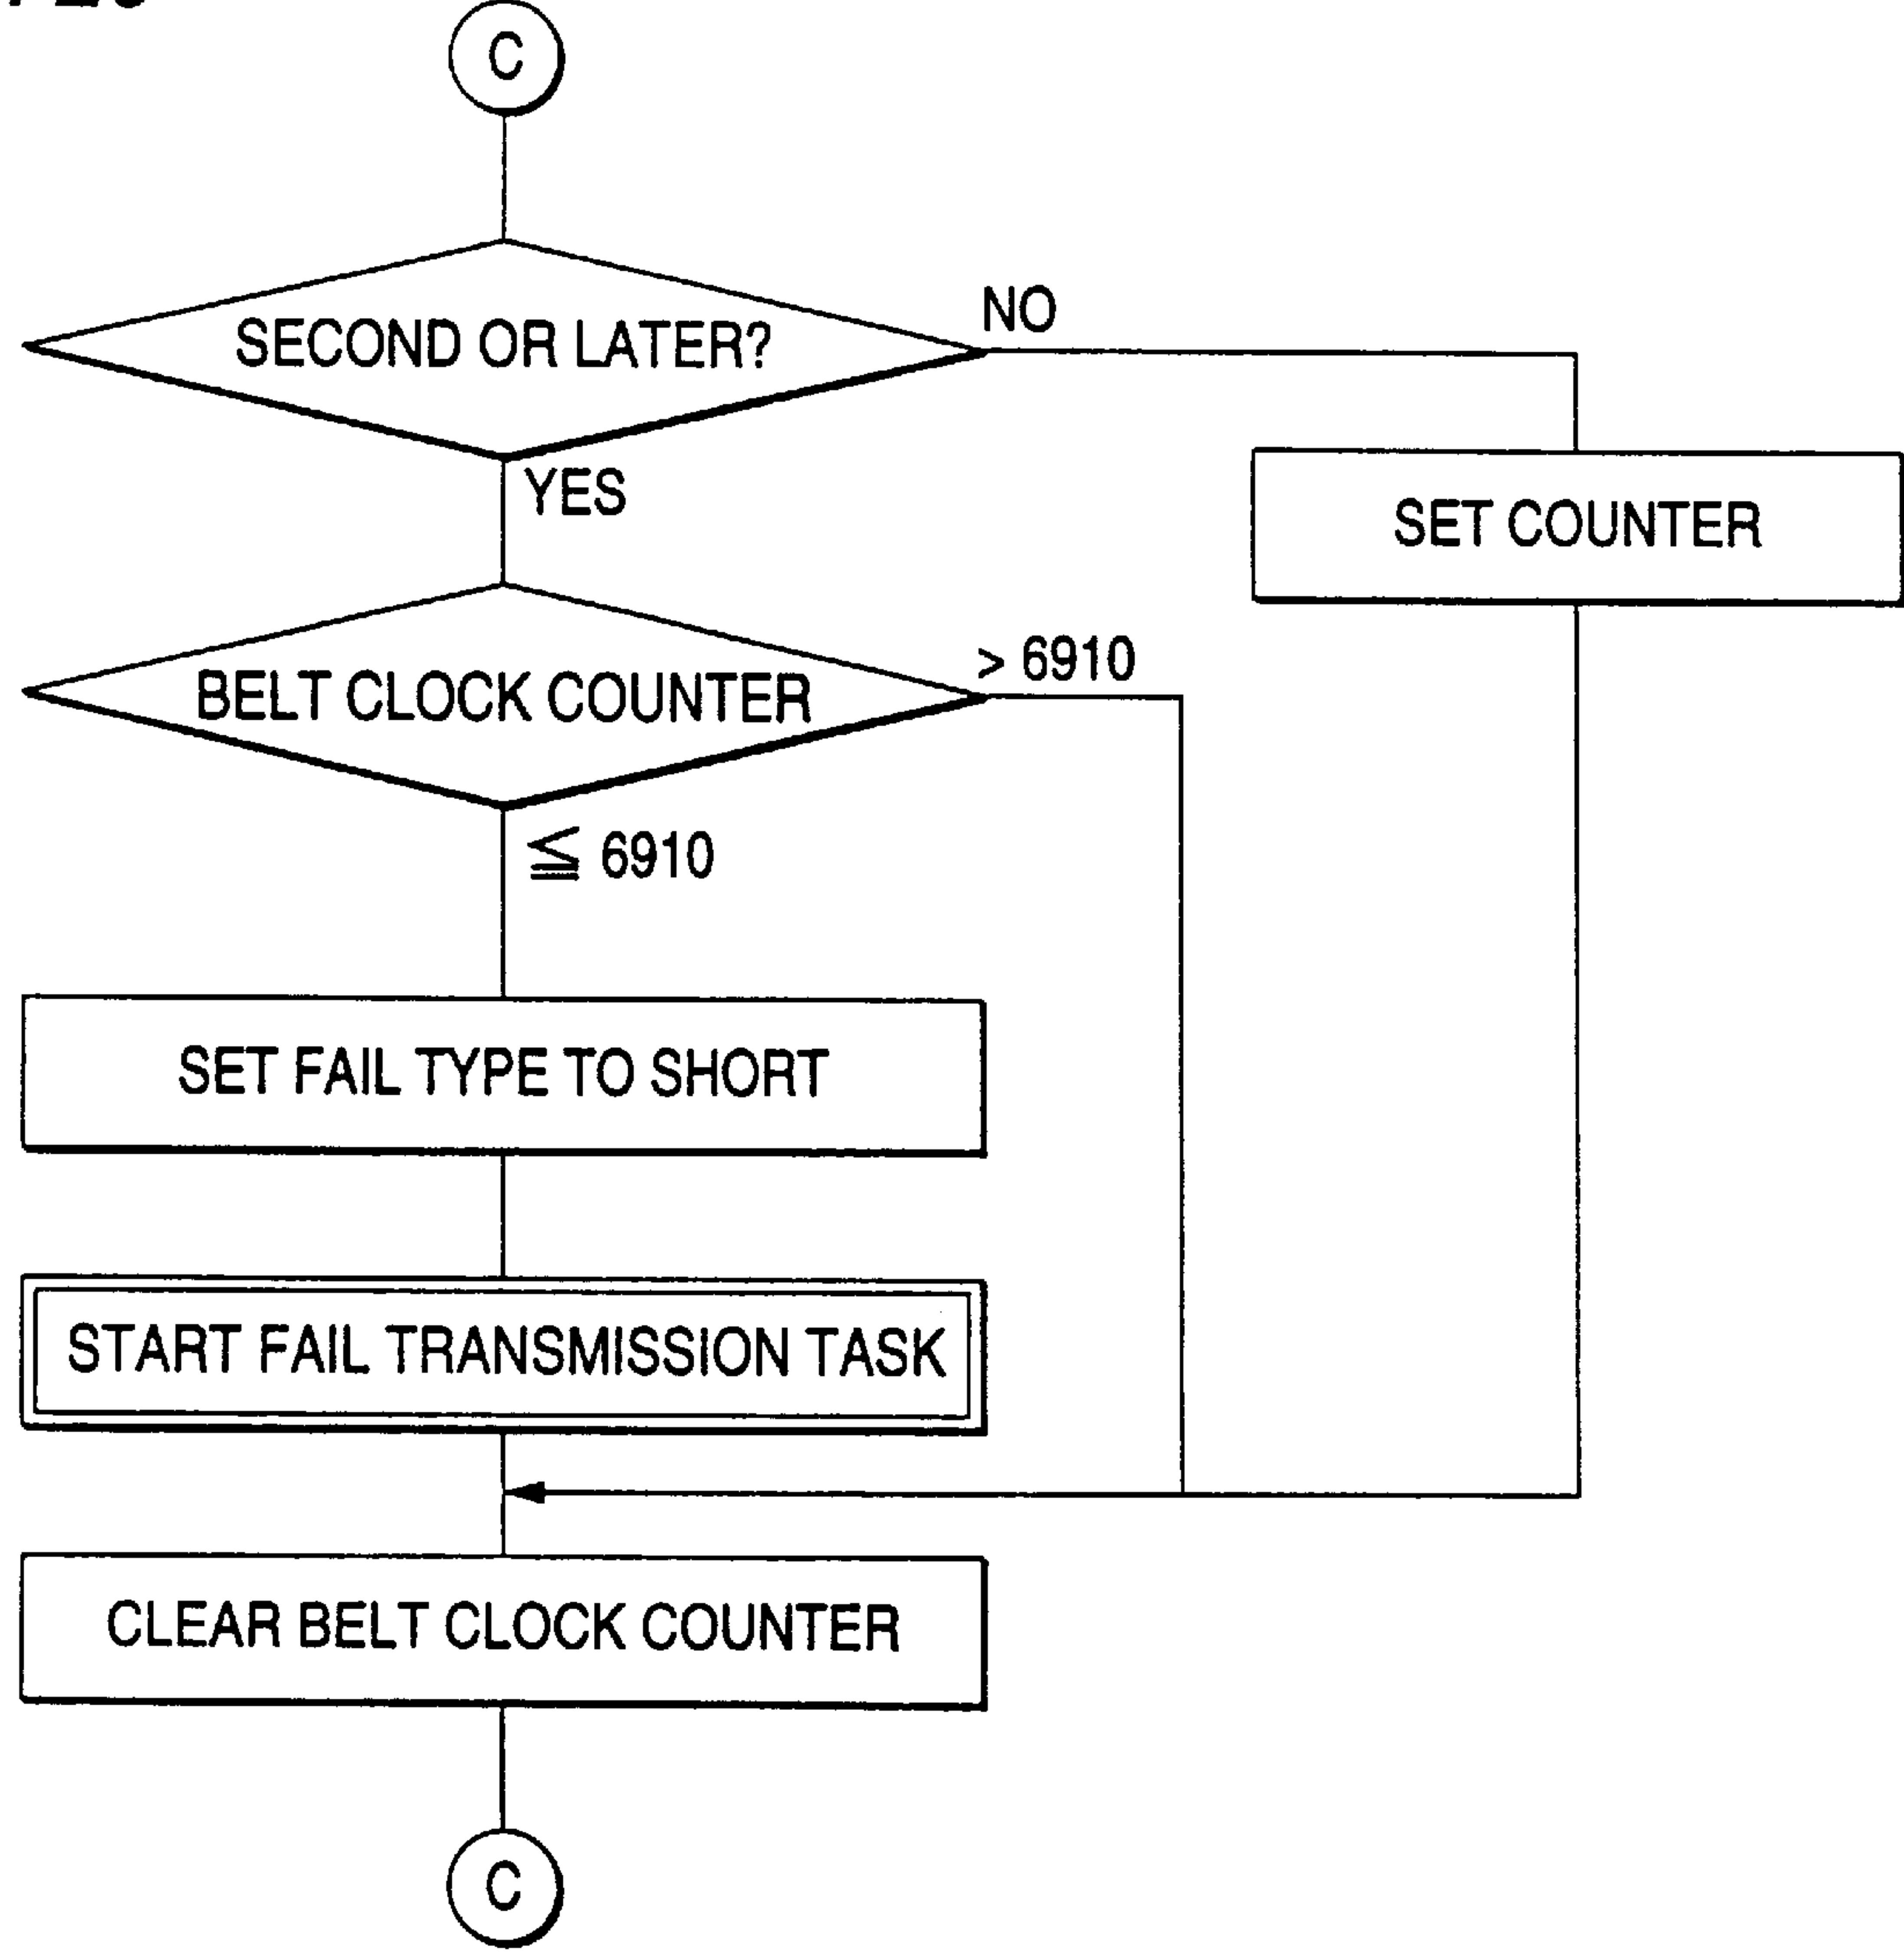 C
SECOND OR LATER?
NO
YES
SET COUNTER
BELT CLOCK COUNTER
> 6910
≦ 6910
SET FAIL TYPE TO SHORT
START FAIL TRANSMISSION TASK
CLEAR BELT CLOCK COUNTER
C